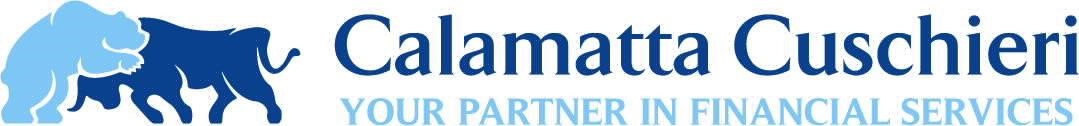 Calamatta Cuschieri
YOUR PARTNER IN FINANCIAL SERVICES